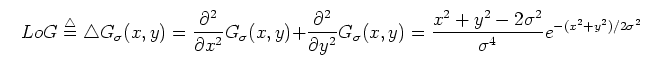 LoG ≜ △G_σ(x, y) = ∂²/∂x² G_σ(x, y) + ∂²/∂y² G_σ(x, y) = (x² + y² − 2σ²)/σ⁴ e^{−(x²+y²)/2σ²}